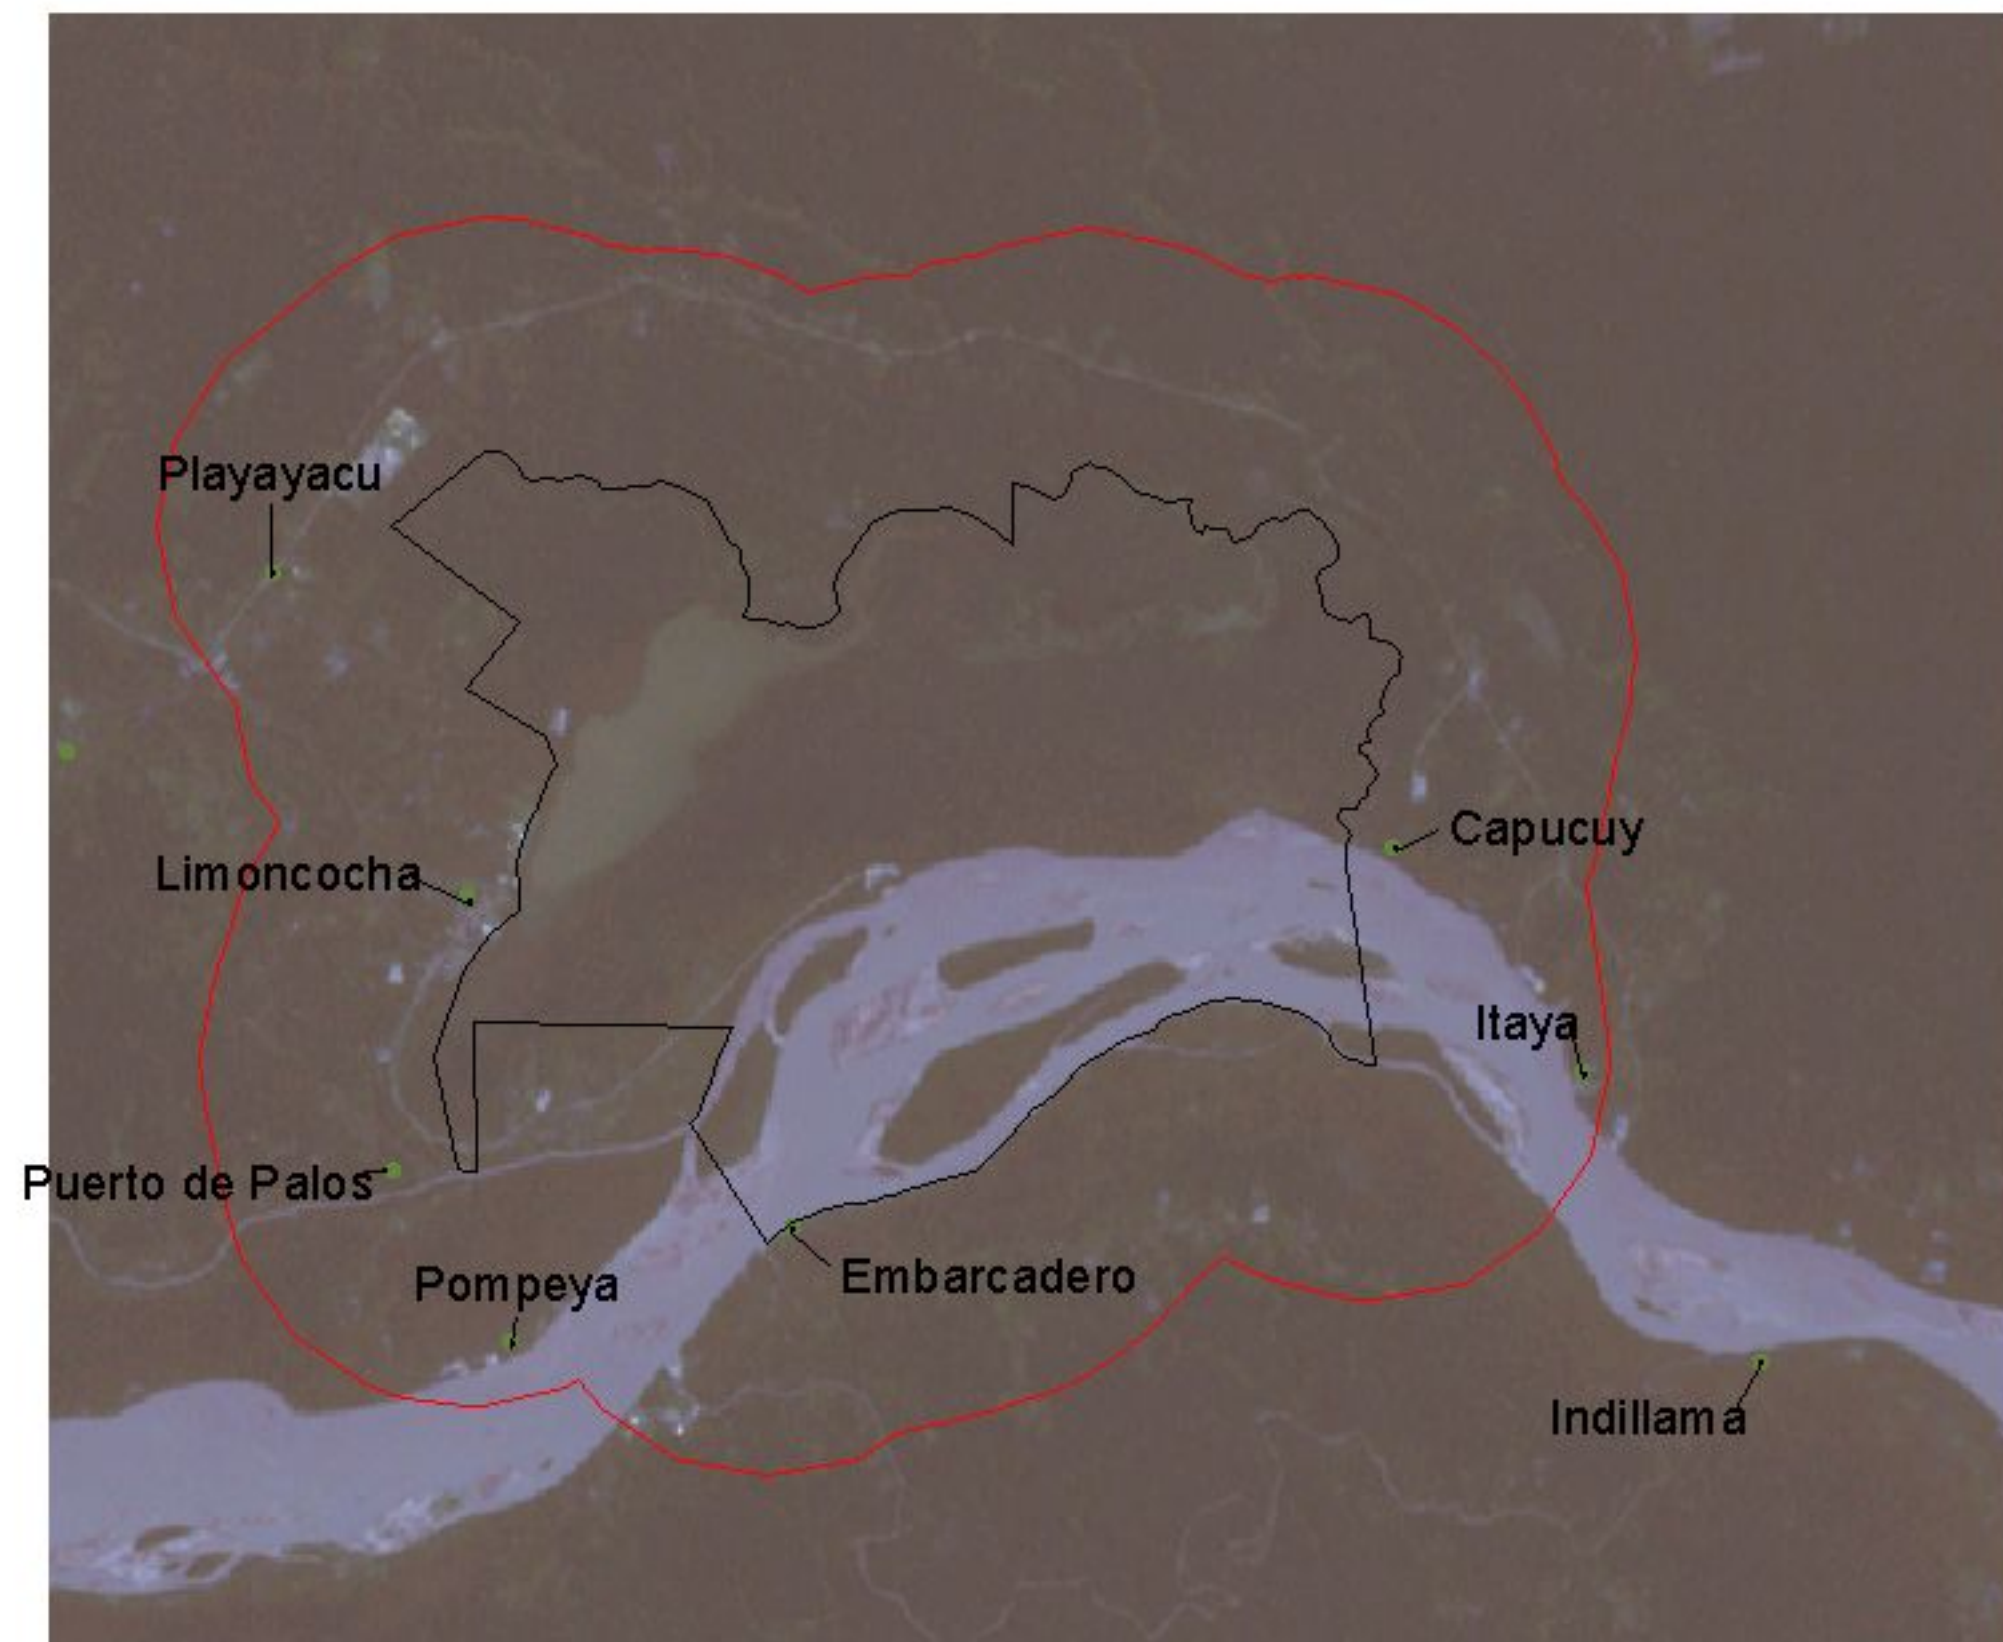 Playayacu
Capucuy
Limoncocha
Itaya
Puerto de Palos
Embarcadero
Pompeya
Indillama